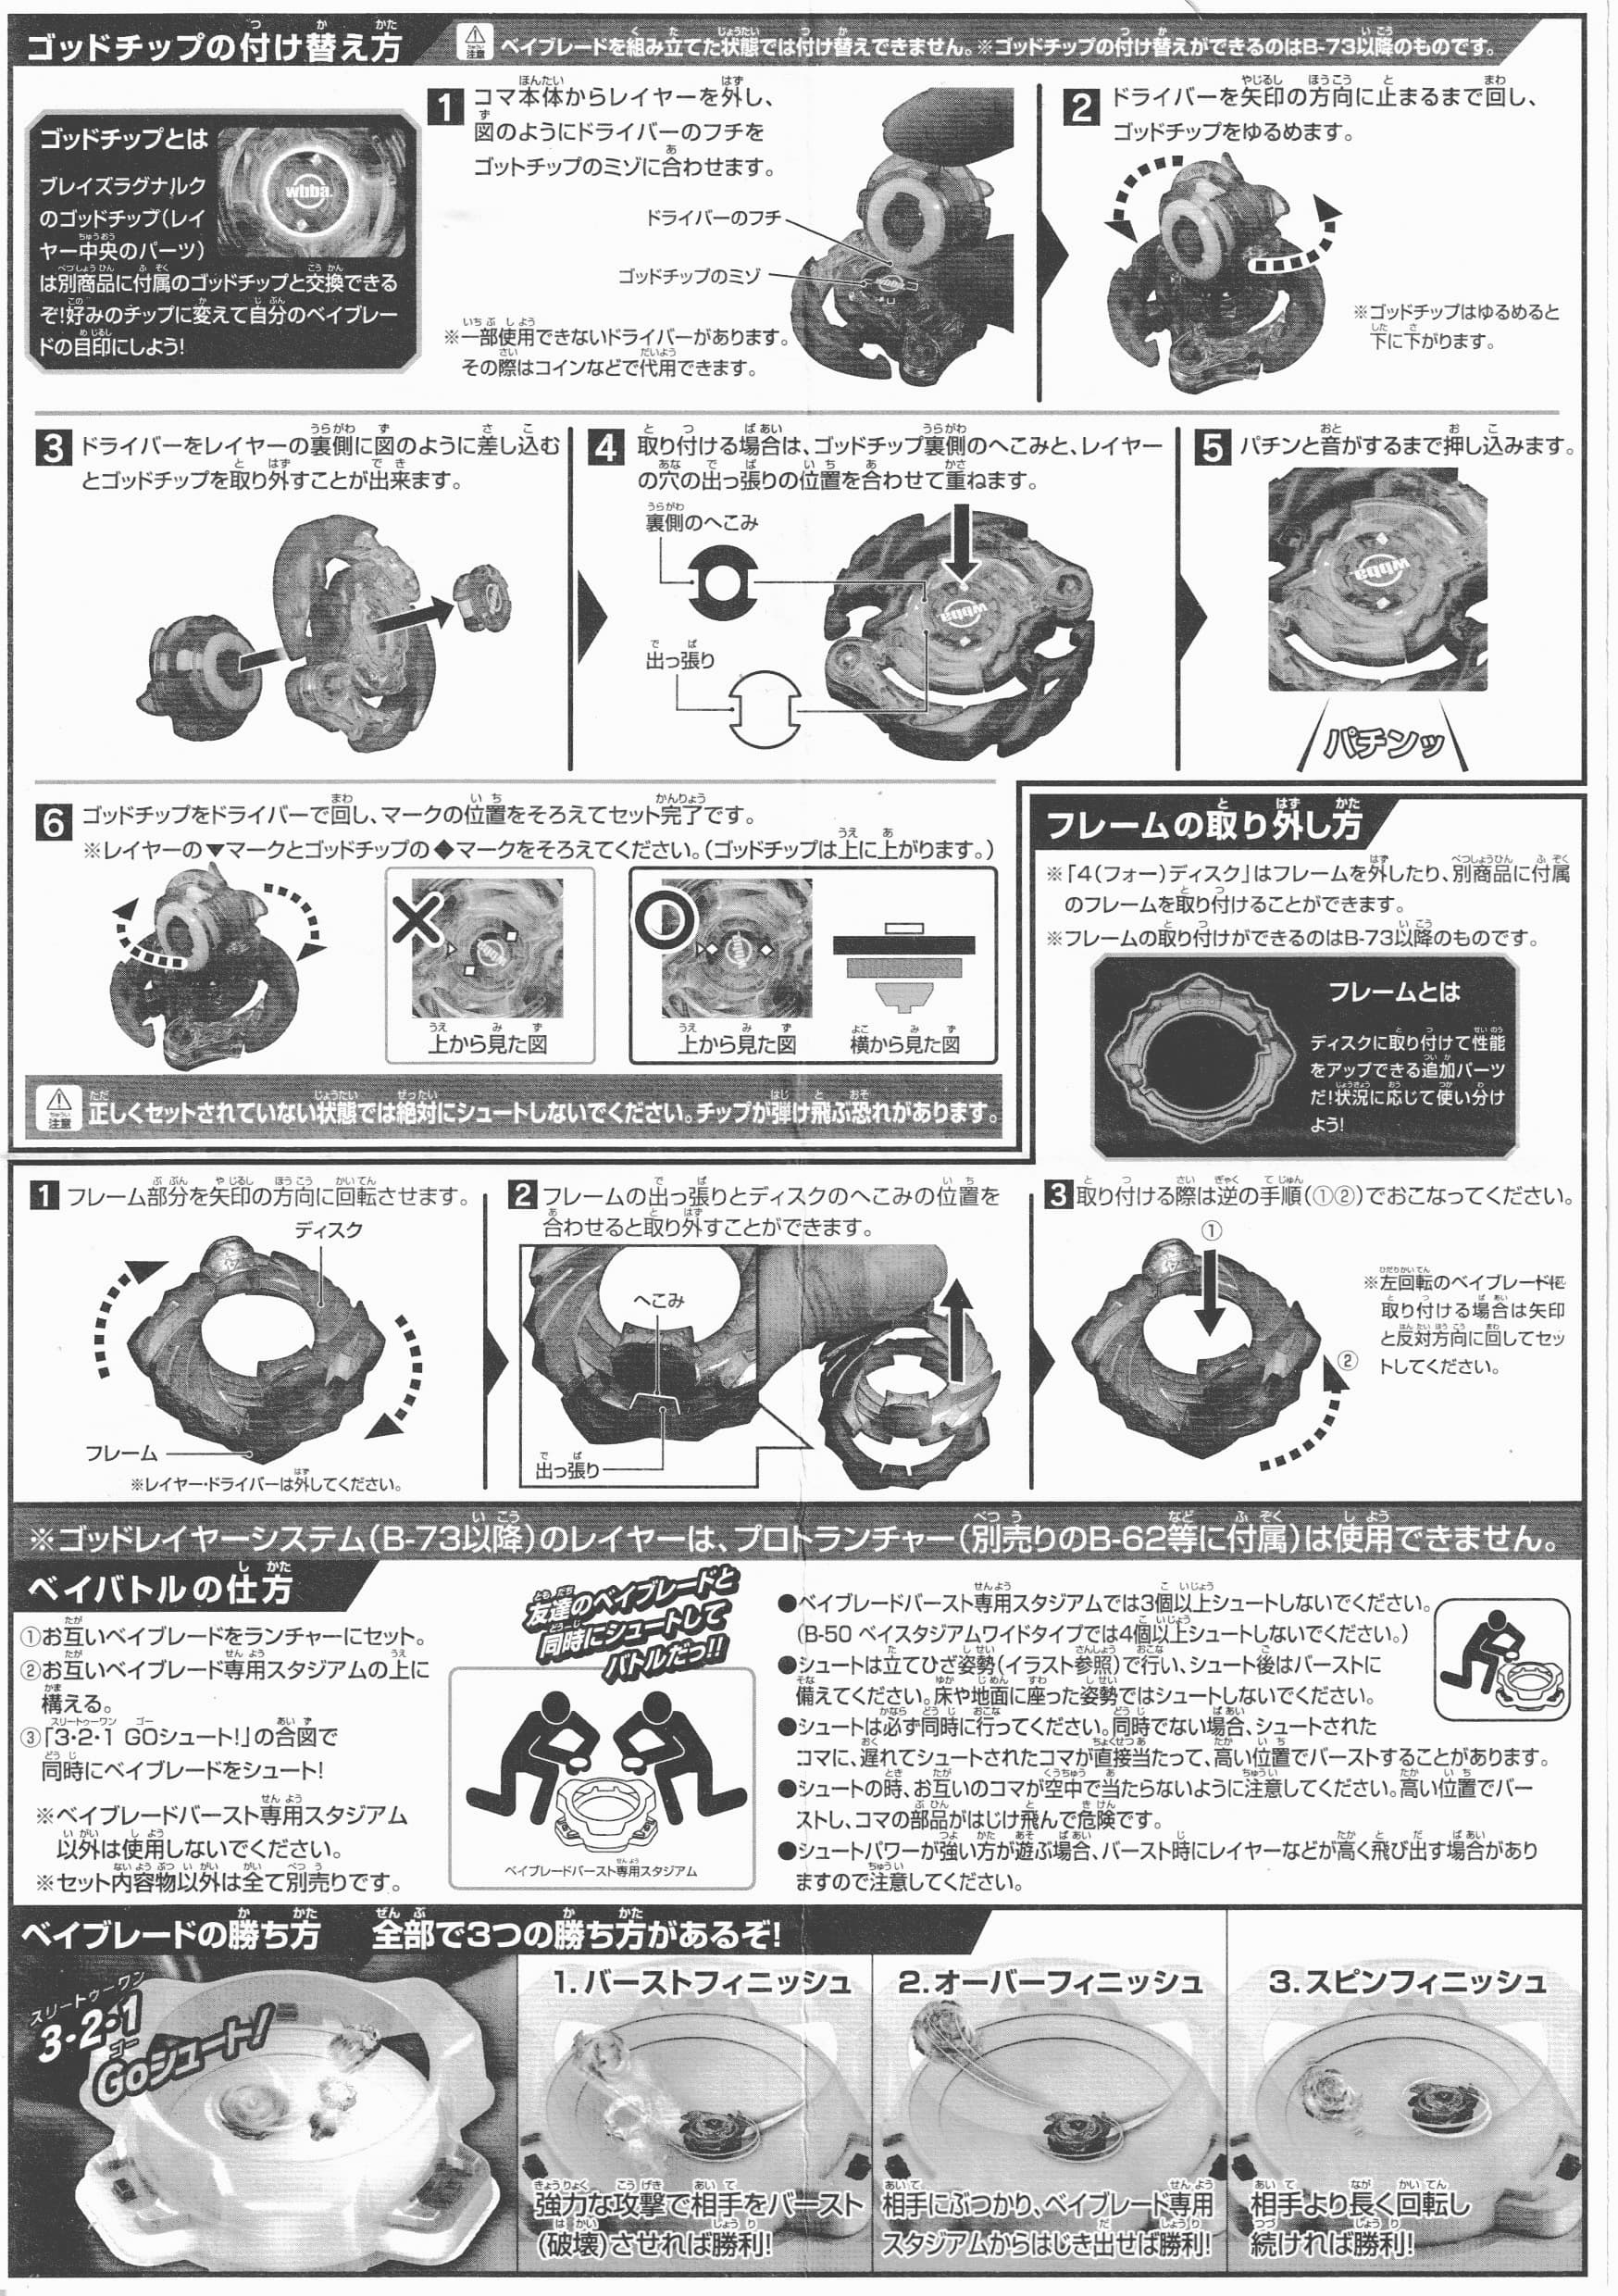 ゴッドチップの付け替え方
注意 ベイブレードを組み立てた状態では付け替えできません。※ゴッドチップの付け替えができるのはB-73以降のものです。
ゴッドチップとは
wbba.
ブレイズラグナルク
のゴッドチップ(レイ
ヤー中央のパーツ)
は別商品に付属のゴッドチップと交換できる
ぞ!好みのチップに変えて自分のベイブレー
ドの目印にしよう!
1 コマ本体からレイヤーを外し、
図のようにドライバーのフチを
ゴットチップのミゾに合わせます。
ドライバーのフチ
ゴッドチップのミゾ
※一部使用できないドライバーがあります。
その際はコインなどで代用できます。
2 ドライバーを矢印の方向に止まるまで回し、
ゴッドチップをゆるめます。
※ゴッドチップはゆるめると
下に下がります。
3 ドライバーをレイヤーの裏側に図のように差し込む
とゴッドチップを取り外すことが出来ます。
4 取り付ける場合は、ゴッドチップ裏側のへこみと、レイヤー
の穴の出っ張りの位置を合わせて重ねます。
裏側のへこみ
出っ張り
wbba.
5 パチンと音がするまで押し込みます。
wbba.
パチンッ
6 ゴッドチップをドライバーで回し、マークの位置をそろえてセット完了です。
※レイヤーの▼マークとゴッドチップの◆マークをそろえてください。(ゴッドチップは上に上がります。)
上から見た図
上から見た図
横から見た図
注意 正しくセットされていない状態では絶対にシュートしないでください。チップが弾け飛ぶ恐れがあります。
フレームの取り外し方
※「4(フォー)ディスク」はフレームを外したり、別商品に付属
のフレームを取り付けることができます。
※フレームの取り付けができるのはB-73以降のものです。
フレームとは
ディスクに取り付けて性能
をアップできる追加パーツ
だ!状況に応じて使い分け
よう!
1 フレーム部分を矢印の方向に回転させます。
ディスク
フレーム
※レイヤー・ドライバーは外してください。
2 フレームの出っ張りとディスクのへこみの位置を
合わせると取り外すことができます。
へこみ
出っ張り
3 取り付ける際は逆の手順(①②)でおこなってください。
①
②
※左回転のベイブレードに
取り付ける場合は矢印
と反対方向に回してセッ
トしてください。
※ゴッドレイヤーシステム(B-73以降)のレイヤーは、プロトランチャー(別売りのB-62等に付属)は使用できません。
ベイバトルの仕方
①お互いベイブレードをランチャーにセット。
②お互いベイブレード専用スタジアムの上に
構える。
③「3・2・1 GOシュート!」の合図で
同時にベイブレードをシュート!
※ベイブレードバースト専用スタジアム
以外は使用しないでください。
※セット内容物以外は全て別売りです。
友達のベイブレードと
同時にシュートして
バトルだっ!!
ベイブレードバースト専用スタジアム
●ベイブレードバースト専用スタジアムでは3個以上シュートしないでください。
(B-50 ベイスタジアムワイドタイプでは4個以上シュートしないでください。)
●シュートは立てひざ姿勢(イラスト参照)で行い、シュート後はバーストに
備えてください。床や地面に座った姿勢ではシュートしないでください。
●シュートは必ず同時に行ってください。同時でない場合、シュートされた
コマに、遅れてシュートされたコマが直接当たって、高い位置でバーストすることがあります。
●シュートの時、お互いのコマが空中で当たらないように注意してください。高い位置でバー
ストし、コマの部品がはじけ飛んで危険です。
●シュートパワーが強い方が遊ぶ場合、バースト時にレイヤーなどが高く飛び出す場合があり
ますので注意してください。
ベイブレードの勝ち方 全部で3つの勝ち方があるぞ!
3・2・1
Goシュート!
1.バーストフィニッシュ
強力な攻撃で相手をバースト
(破壊)させれば勝利!
2.オーバーフィニッシュ
相手にぶつかり、ベイブレード専用
スタジアムからはじき出せば勝利!
3.スピンフィニッシュ
相手より長く回転し
続ければ勝利!